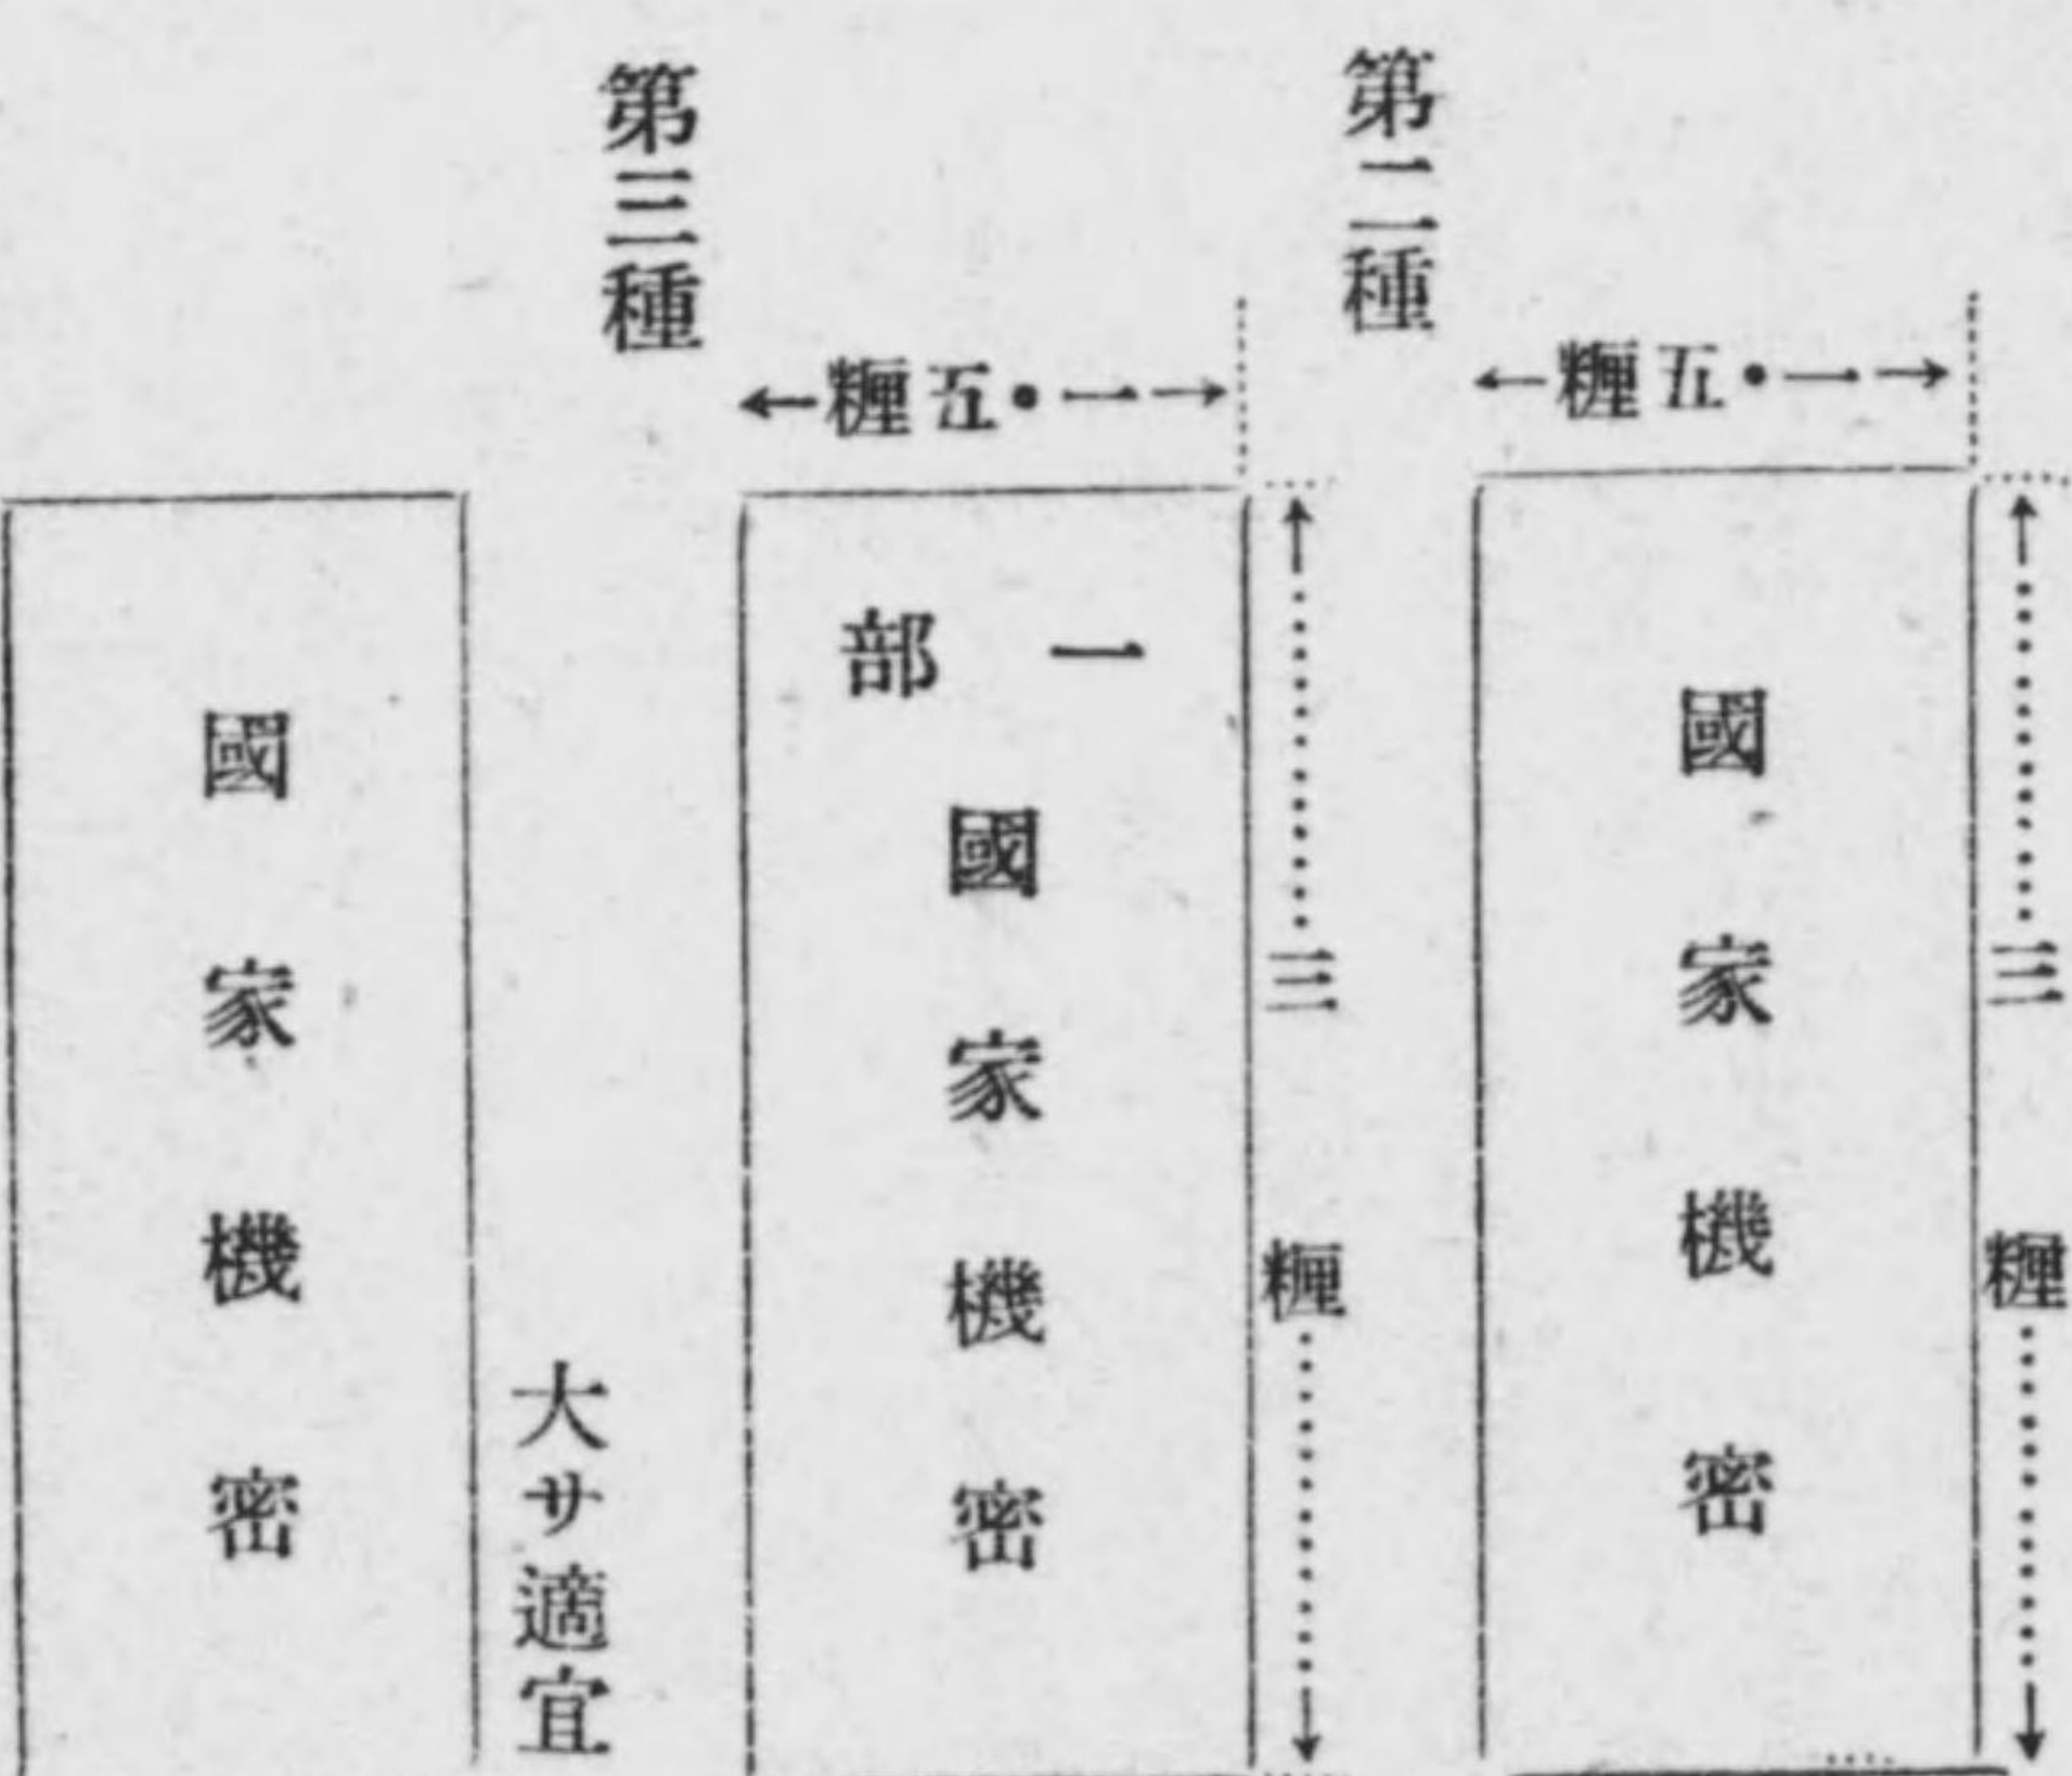 三糎
一・五糎
國家機密
第二種
三糎
一・五糎
一部
國家機密
第三種
大サ適宜
國家機密